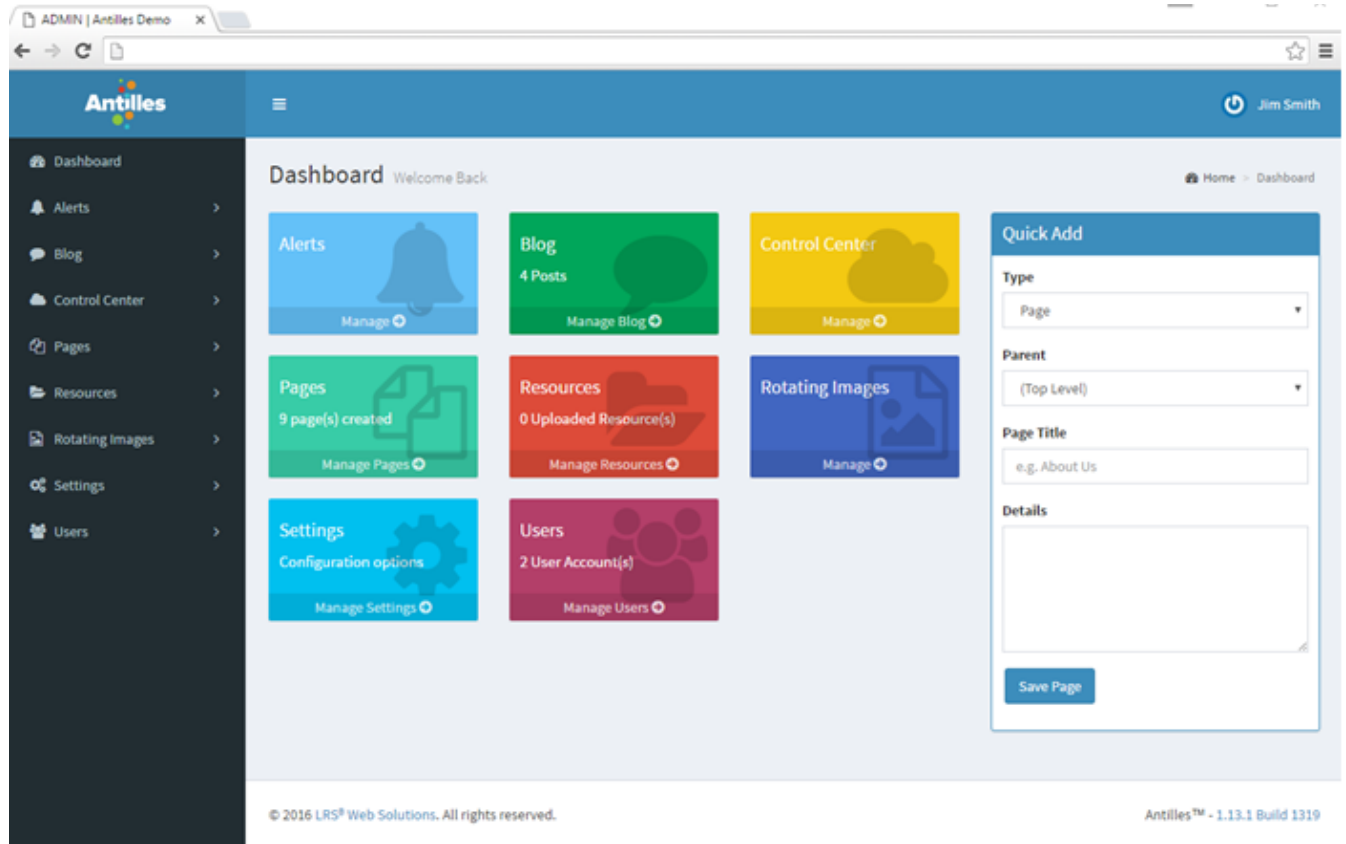 ADMIN | Antilles Demo
Antilles
Jim Smith
Dashboard
Alerts
Blog
Control Center
Pages
Resources
Rotating Images
Settings
Users
Dashboard Welcome Back
Home > Dashboard
Alerts
Manage
Blog
4 Posts
Manage Blog
Control Center
Manage
Pages
9 page(s) created
Manage Pages
Resources
0 Uploaded Resource(s)
Manage Resources
Rotating Images
Manage
Settings
Configuration options
Manage Settings
Users
2 User Account(s)
Manage Users
Quick Add
Type
Page
Parent
(Top Level)
Page Title
e.g. About Us
Details
Save Page
© 2016 LRS® Web Solutions. All rights reserved.
Antilles™ - 1.13.1 Build 1319